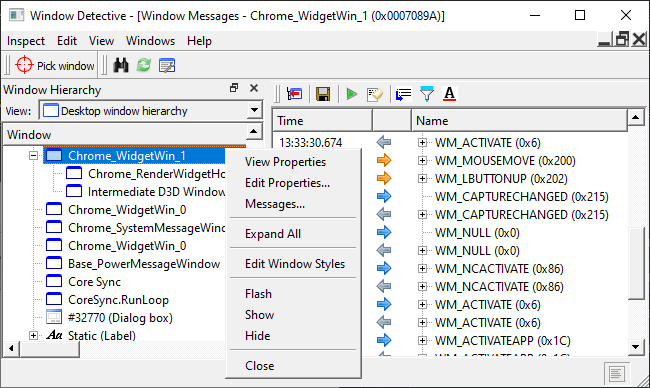 Window Detective - [Window Messages - Chrome_WidgetWin_1 (0x0007089A)]
Inspect Edit View Windows Help
Pick window
Window Hierarchy
View: Desktop window hierarchy
Window
Chrome_WidgetWin_1
Chrome_RenderWidgetHo
Intermediate D3D Window
Chrome_WidgetWin_0
Chrome_SystemMessageWind
Chrome_WidgetWin_0
Base_PowerMessageWindow
Core Sync
CoreSync.RunLoop
#32770 (Dialog box)
Aa Static (Label)
View Properties
Edit Properties...
Messages...
Expand All
Edit Window Styles
Flash
Show
Hide
Close
A
Time Name
13:33:30.674 WM_ACTIVATE (0x6)
WM_MOUSEMOVE (0x200)
WM_LBUTTONUP (0x202)
WM_CAPTURECHANGED (0x215)
WM_CAPTURECHANGED (0x215)
WM_NULL (0x0)
WM_NULL (0x0)
WM_NCACTIVATE (0x86)
WM_NCACTIVATE (0x86)
WM_ACTIVATE (0x6)
WM_ACTIVATE (0x6)
WM_ACTIVATEAPP (0x1C)
WM_ACTIVATEAPP (0x1C)